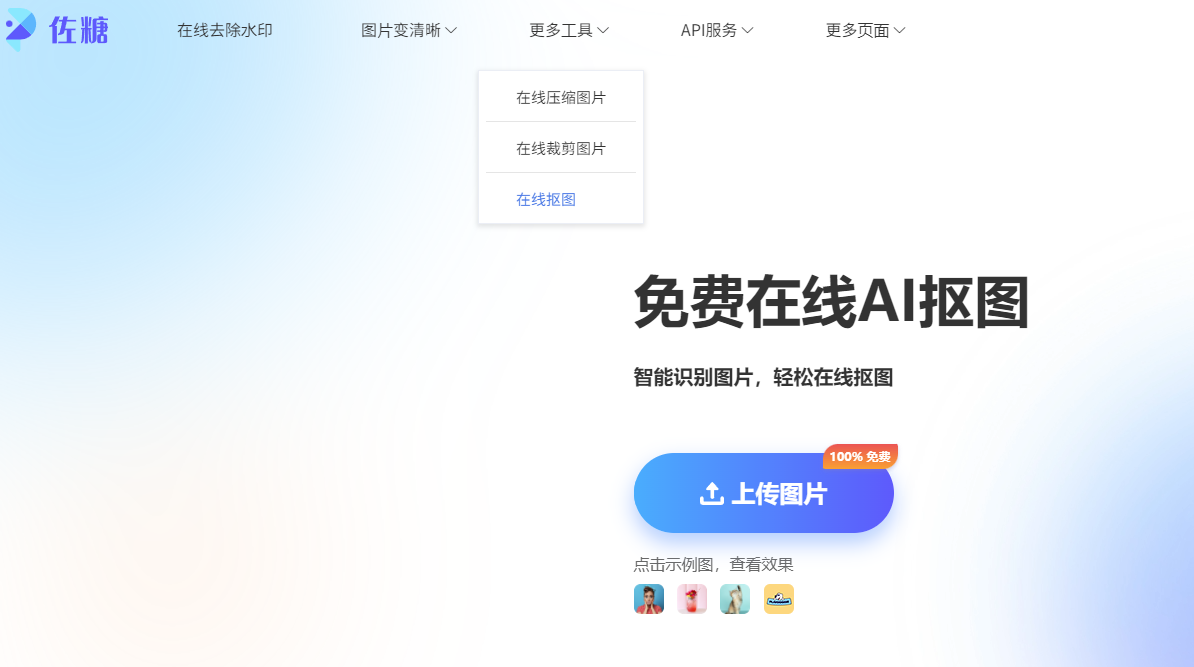 佐糖
在线去除水印
图片变清晰
更多工具
API服务
更多页面
在线压缩图片
在线裁剪图片
在线抠图
免费在线AI抠图
智能识别图片，轻松在线抠图
100% 免费
上传图片
点击示例图，查看效果